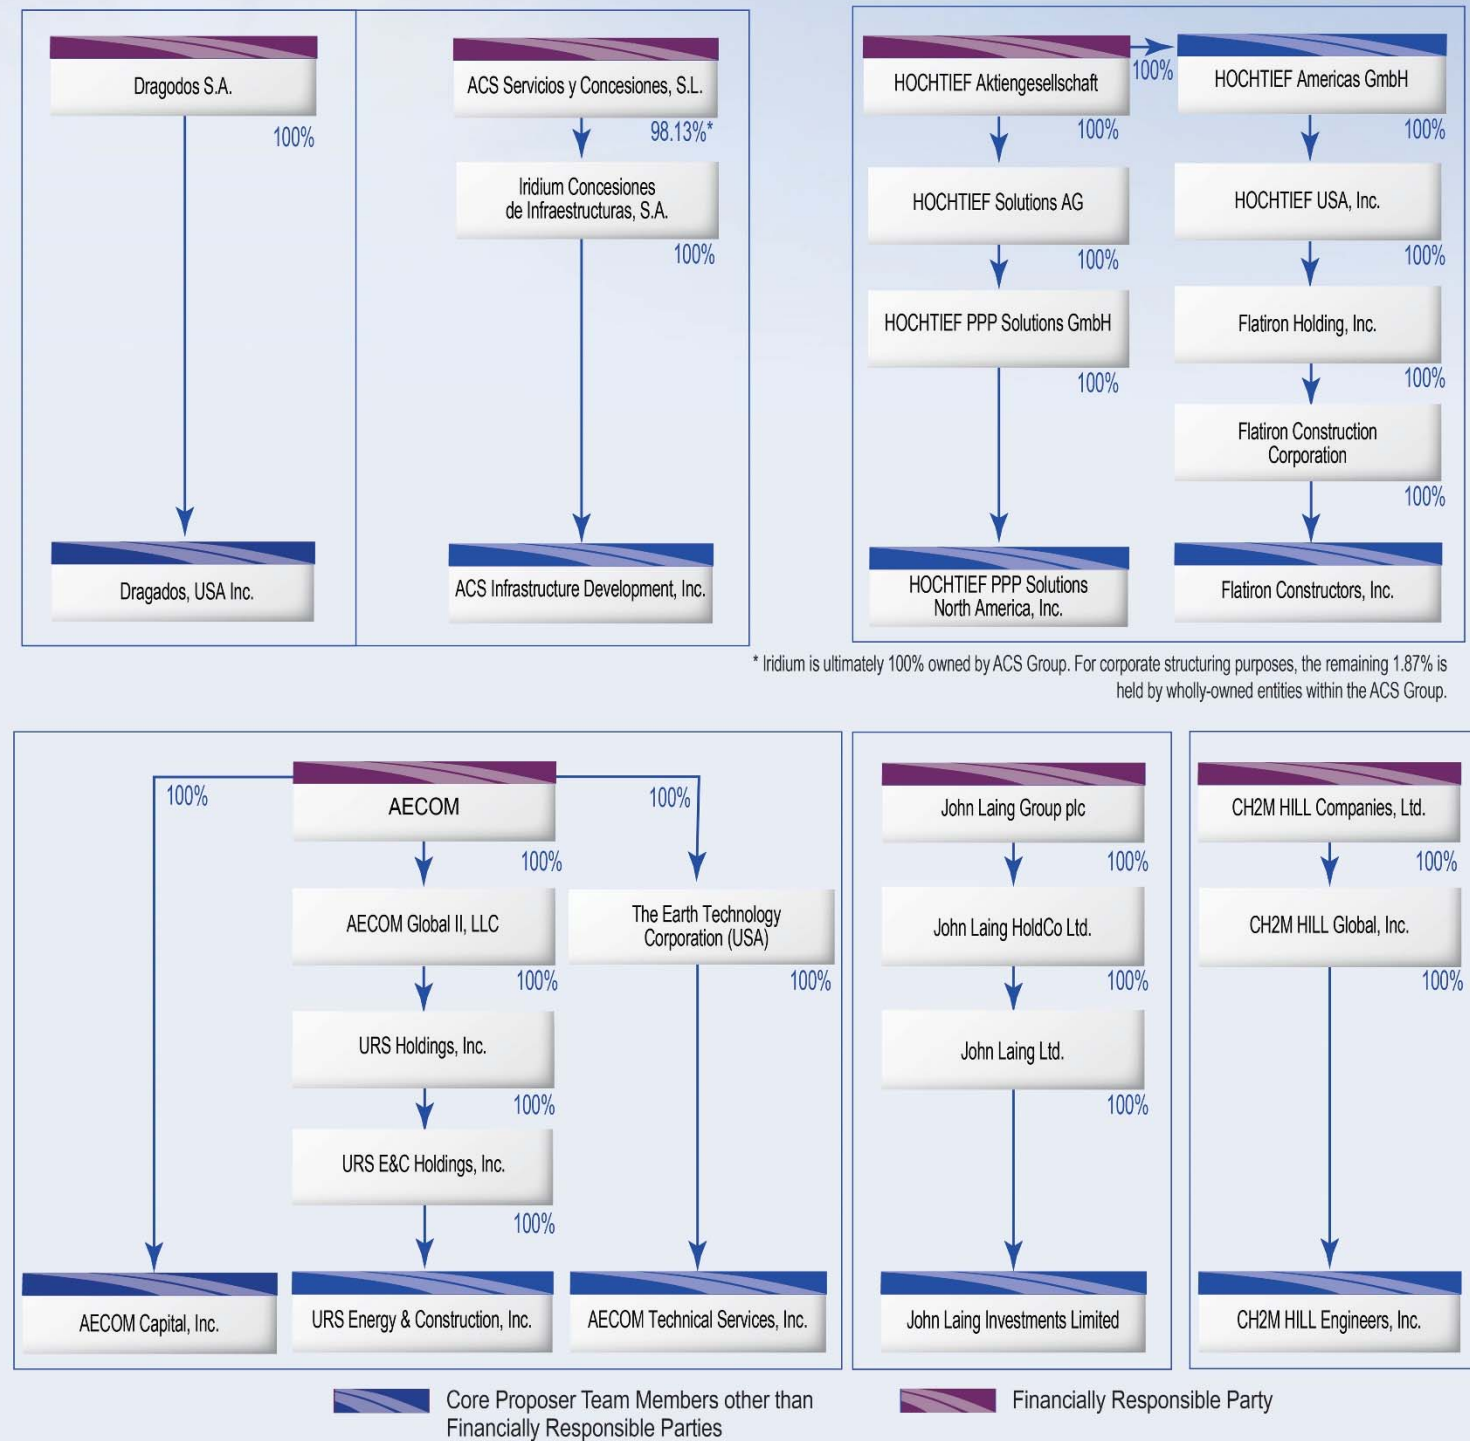 Dragodos S.A.
100%
Dragados, USA Inc.
ACS Servicios y Concesiones, S.L.
98.13%*
Iridium Concesiones
de Infraestructuras, S.A.
100%
ACS Infrastructure Development, Inc.
HOCHTIEF Aktiengesellschaft
100%
100%
HOCHTIEF Solutions AG
100%
HOCHTIEF PPP Solutions GmbH
100%
HOCHTIEF PPP Solutions
North America, Inc.
HOCHTIEF Americas GmbH
100%
HOCHTIEF USA, Inc.
100%
Flatiron Holding, Inc.
100%
Flatiron Construction
Corporation
100%
Flatiron Constructors, Inc.
* Iridium is ultimately 100% owned by ACS Group. For corporate structuring purposes, the remaining 1.87% is
held by wholly-owned entities within the ACS Group.
100%
AECOM
100%
100%
AECOM Global II, LLC
100%
URS Holdings, Inc.
100%
URS E&C Holdings, Inc.
100%
The Earth Technology
Corporation (USA)
100%
AECOM Capital, Inc.
URS Energy & Construction, Inc.
AECOM Technical Services, Inc.
John Laing Group plc
100%
John Laing HoldCo Ltd.
100%
John Laing Ltd.
100%
John Laing Investments Limited
CH2M HILL Companies, Ltd.
100%
CH2M HILL Global, Inc.
100%
CH2M HILL Engineers, Inc.
Core Proposer Team Members other than
Financially Responsible Parties
Financially Responsible Party